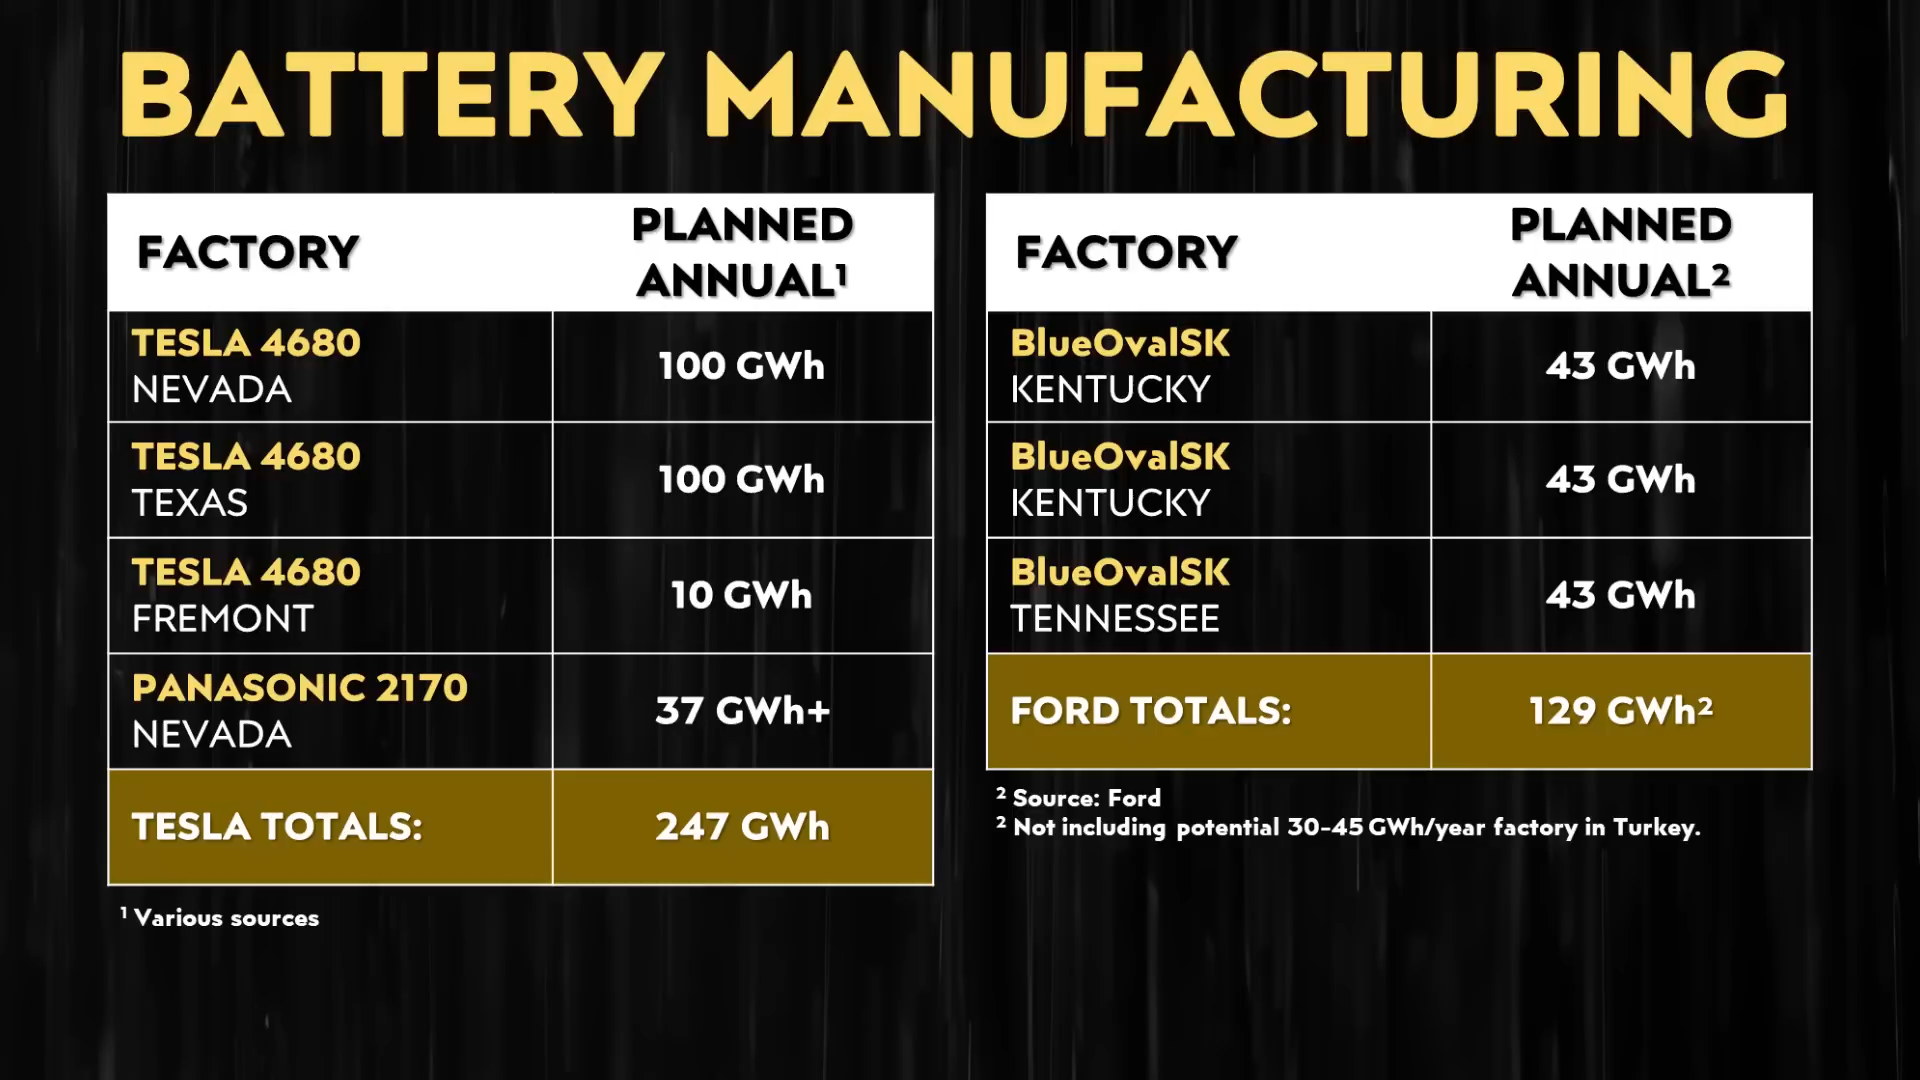 BATTERY MANUFACTURING
FACTORY
PLANNED
ANNUAL¹
TESLA 4680
NEVADA
100 GWh
TESLA 4680
TEXAS
100 GWh
TESLA 4680
FREMONT
10 GWh
PANASONIC 2170
NEVADA
37 GWh+
TESLA TOTALS:
247 GWh
¹ Various sources
FACTORY
PLANNED
ANNUAL²
BlueOvalSK
KENTUCKY
43 GWh
BlueOvalSK
KENTUCKY
43 GWh
BlueOvalSK
TENNESSEE
43 GWh
FORD TOTALS:
129 GWh²
² Source: Ford
² Not including potential 30-45 GWh/year factory in Turkey.